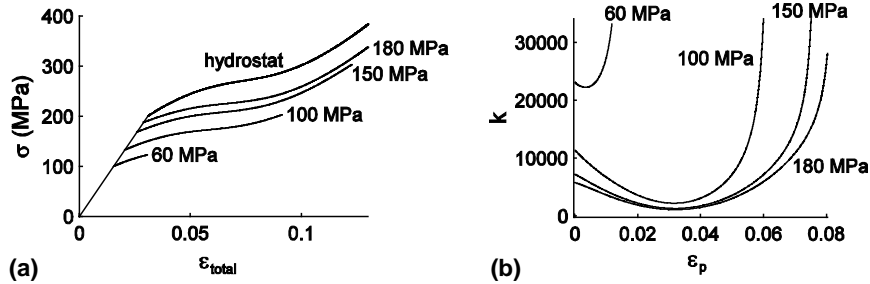 400
300
200
100
0
σ (MPa)
hydrostat
180 MPa
150 MPa
100 MPa
60 MPa
0
0.05
0.1
ε_total
(a)
60 MPa
150 MPa
100 MPa
180 MPa
30000
20000
10000
0
k
0
0.02
0.04
0.06
0.08
ε_p
(b)